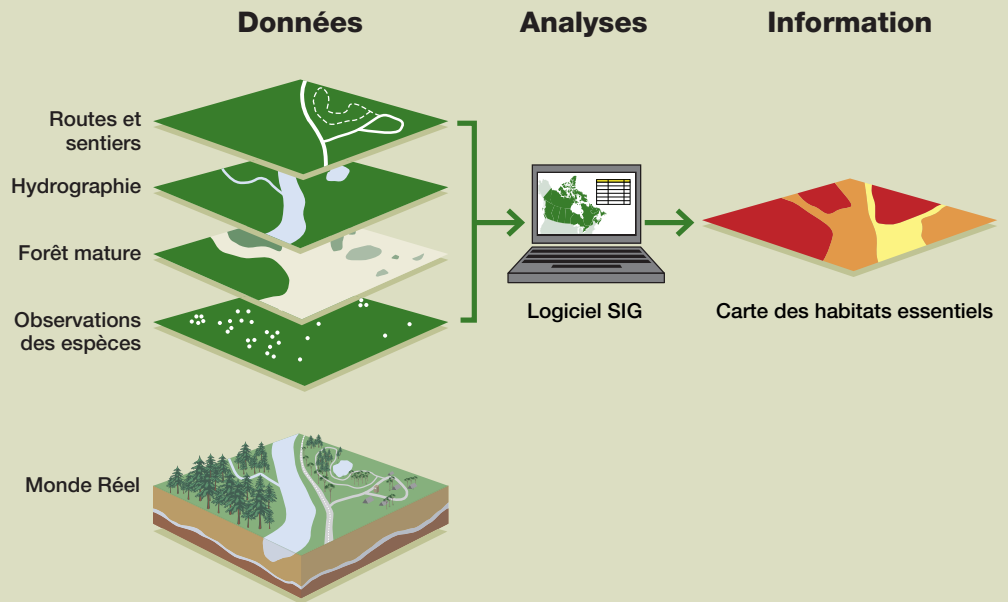 Données
Analyses
Information
Routes et
sentiers
Hydrographie
Forêt mature
Observations
des espèces
Logiciel SIG
Carte des habitats essentiels
Monde Réel